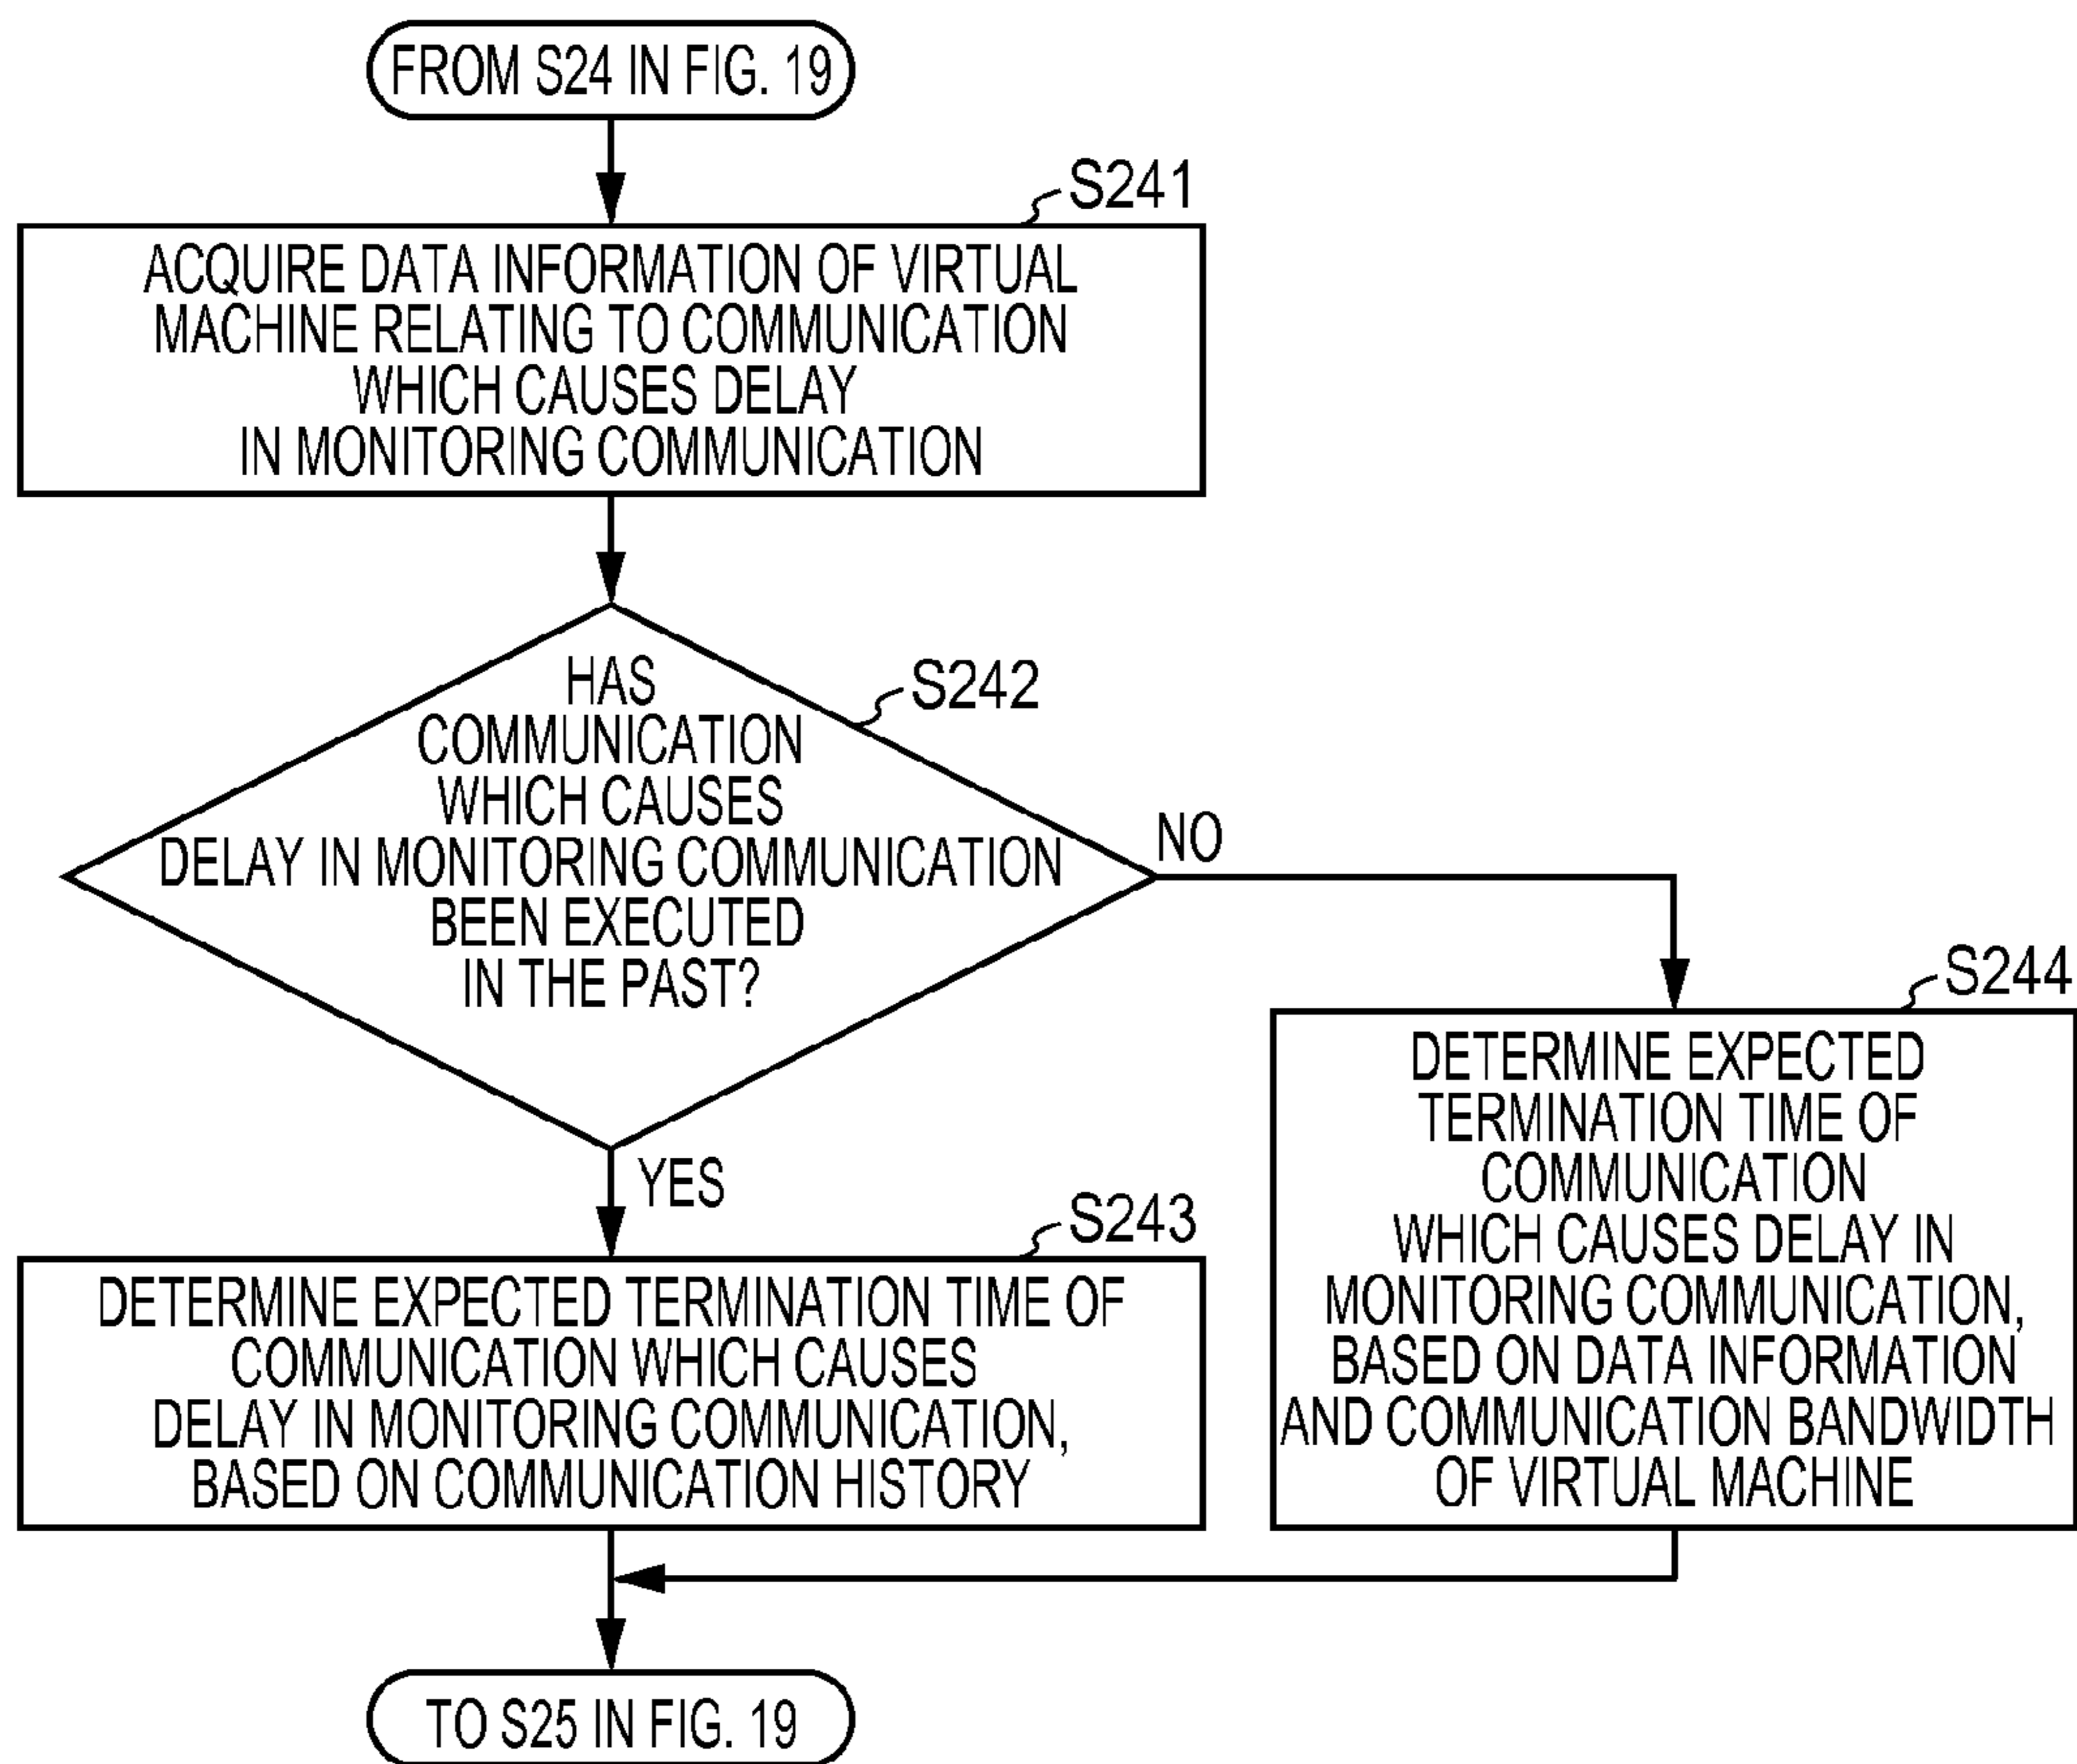 FROM S24 IN FIG. 19
S241
ACQUIRE DATA INFORMATION OF VIRTUAL
MACHINE RELATING TO COMMUNICATION
WHICH CAUSES DELAY
IN MONITORING COMMUNICATION
S242
HAS
COMMUNICATION
WHICH CAUSES
DELAY IN MONITORING COMMUNICATION
BEEN EXECUTED
IN THE PAST?
NO
YES
S243
DETERMINE EXPECTED TERMINATION TIME OF
COMMUNICATION WHICH CAUSES
DELAY IN MONITORING COMMUNICATION,
BASED ON COMMUNICATION HISTORY
S244
DETERMINE EXPECTED
TERMINATION TIME OF
COMMUNICATION
WHICH CAUSES DELAY IN
MONITORING COMMUNICATION,
BASED ON DATA INFORMATION
AND COMMUNICATION BANDWIDTH
OF VIRTUAL MACHINE
TO S25 IN FIG. 19